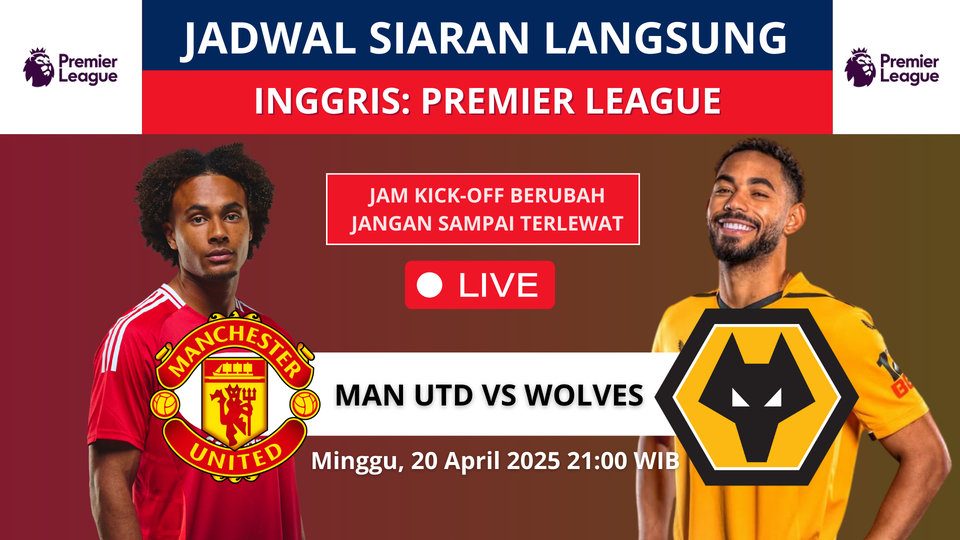 JADWAL SIARAN LANGSUNG
Premier
League
INGGRIS: PREMIER LEAGUE
Premier
League
JAM KICK-OFF BERUBAH
JANGAN SAMPAI TERLEWAT
LIVE
MANCHESTER
UNITED
MAN UTD VS WOLVES
Minggu, 20 April 2025 21:00 WIB